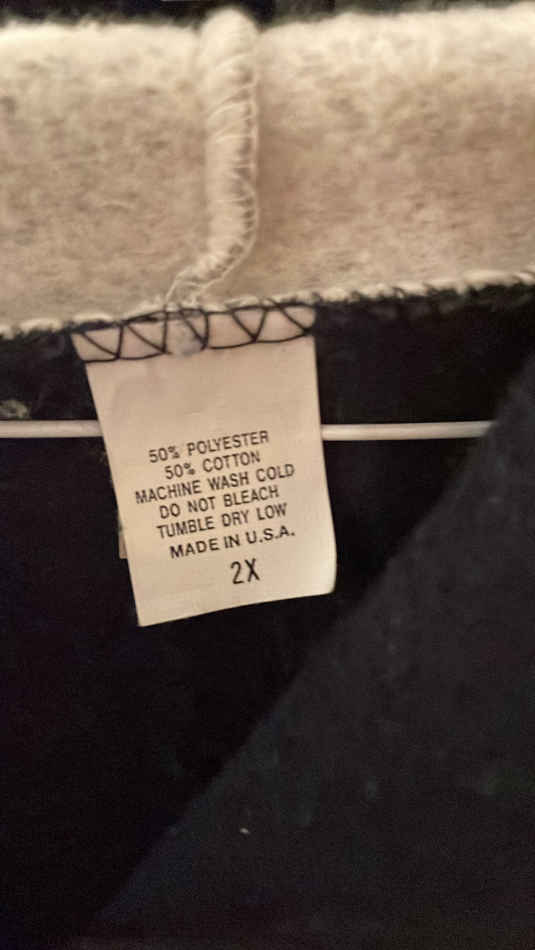 50% POLYESTER
50% COTTON
MACHINE WASH COLD
DO NOT BLEACH
TUMBLE DRY LOW
MADE IN U.S.A.
2X